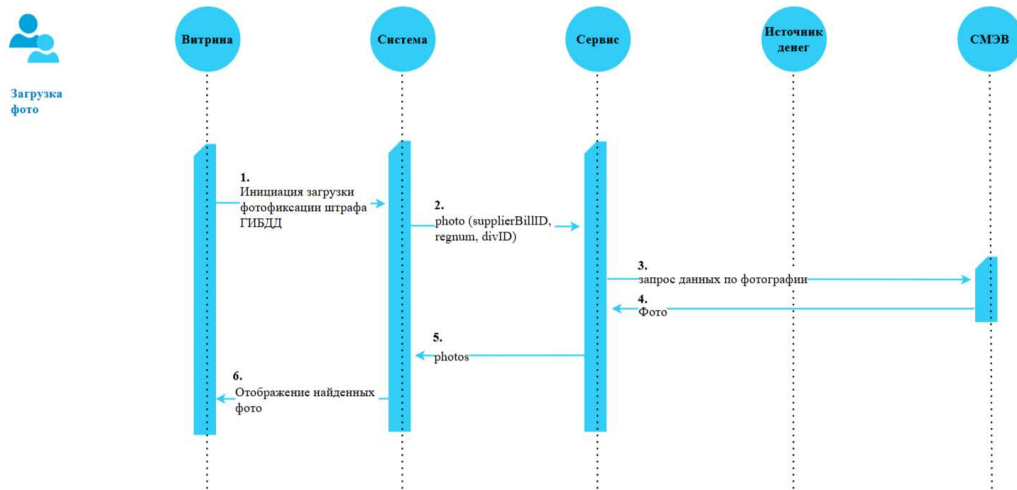 Витрина
Система
Сервис
Источник
денег
СМЭВ
Загрузка
фото
1.
Инициация загрузки
фотофиксации штрафа
ГИБДД
2.
photo (supplierBillID,
regnum, divID)
3.
запрос данных по фотографии
4.
Фото
5.
photos
6.
Отображение найденных
фото